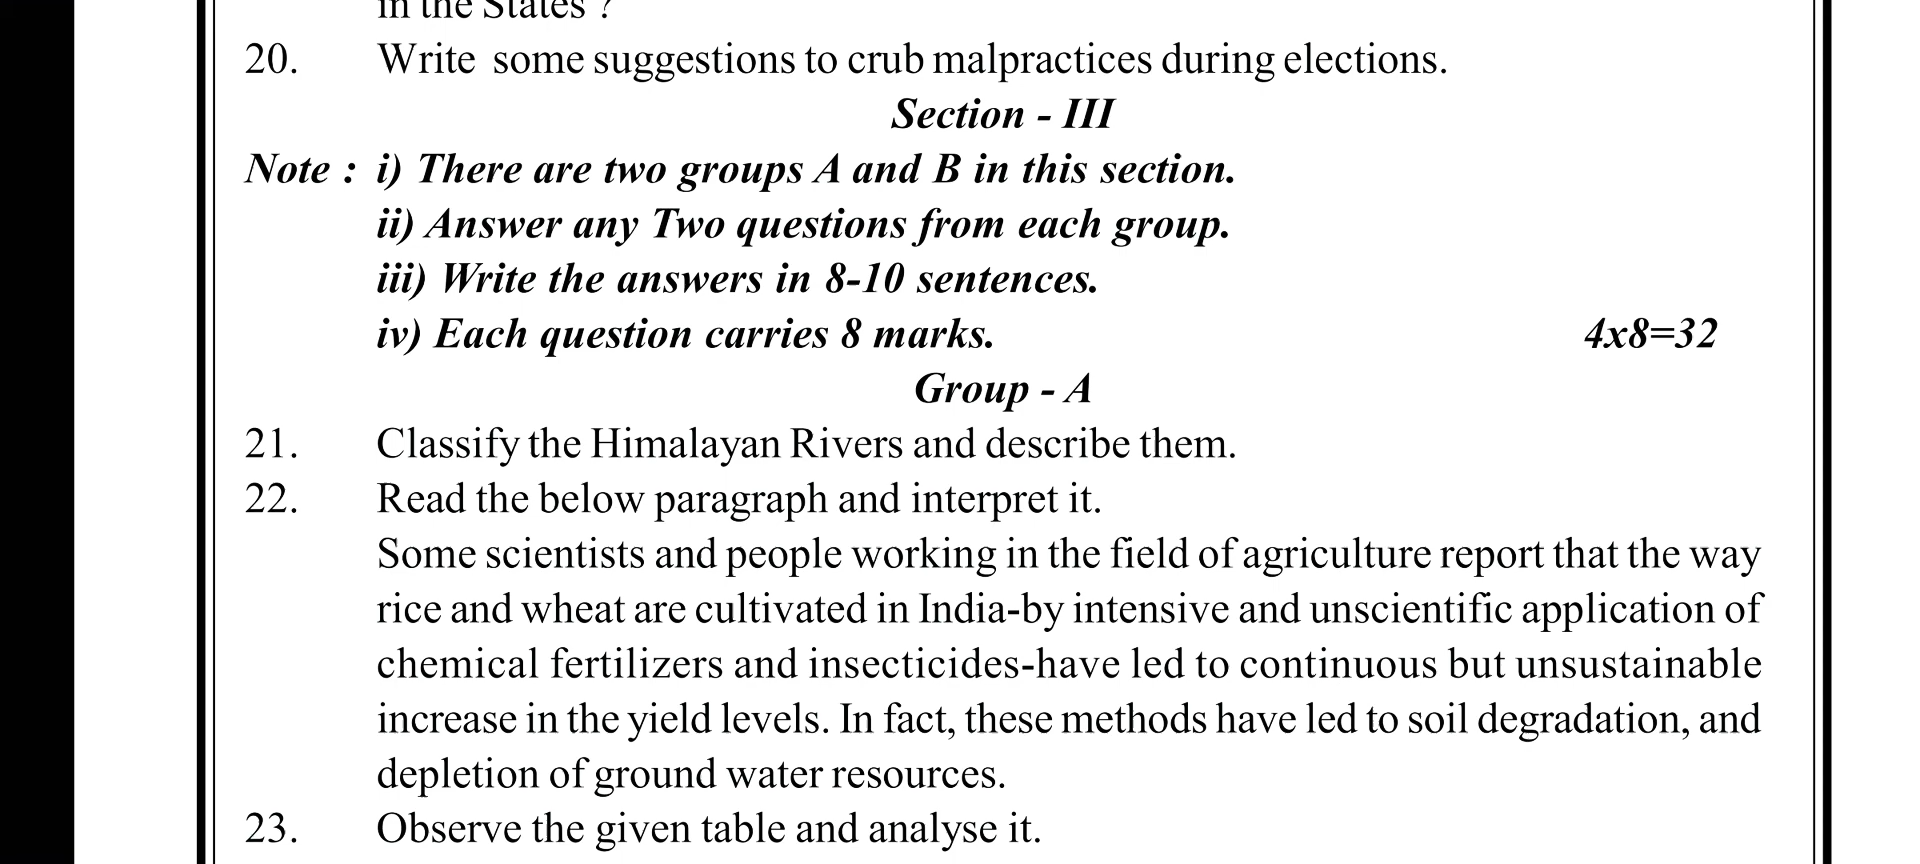 in the States ?
20. Write some suggestions to crub malpractices during elections.
Section - III
Note : i) There are two groups A and B in this section.
ii) Answer any Two questions from each group.
iii) Write the answers in 8-10 sentences.
iv) Each question carries 8 marks. 4x8=32
Group - A
21. Classify the Himalayan Rivers and describe them.
22. Read the below paragraph and interpret it.
Some scientists and people working in the field of agriculture report that the way
rice and wheat are cultivated in India-by intensive and unscientific application of
chemical fertilizers and insecticides-have led to continuous but unsustainable
increase in the yield levels. In fact, these methods have led to soil degradation, and
depletion of ground water resources.
23. Observe the given table and analyse it.